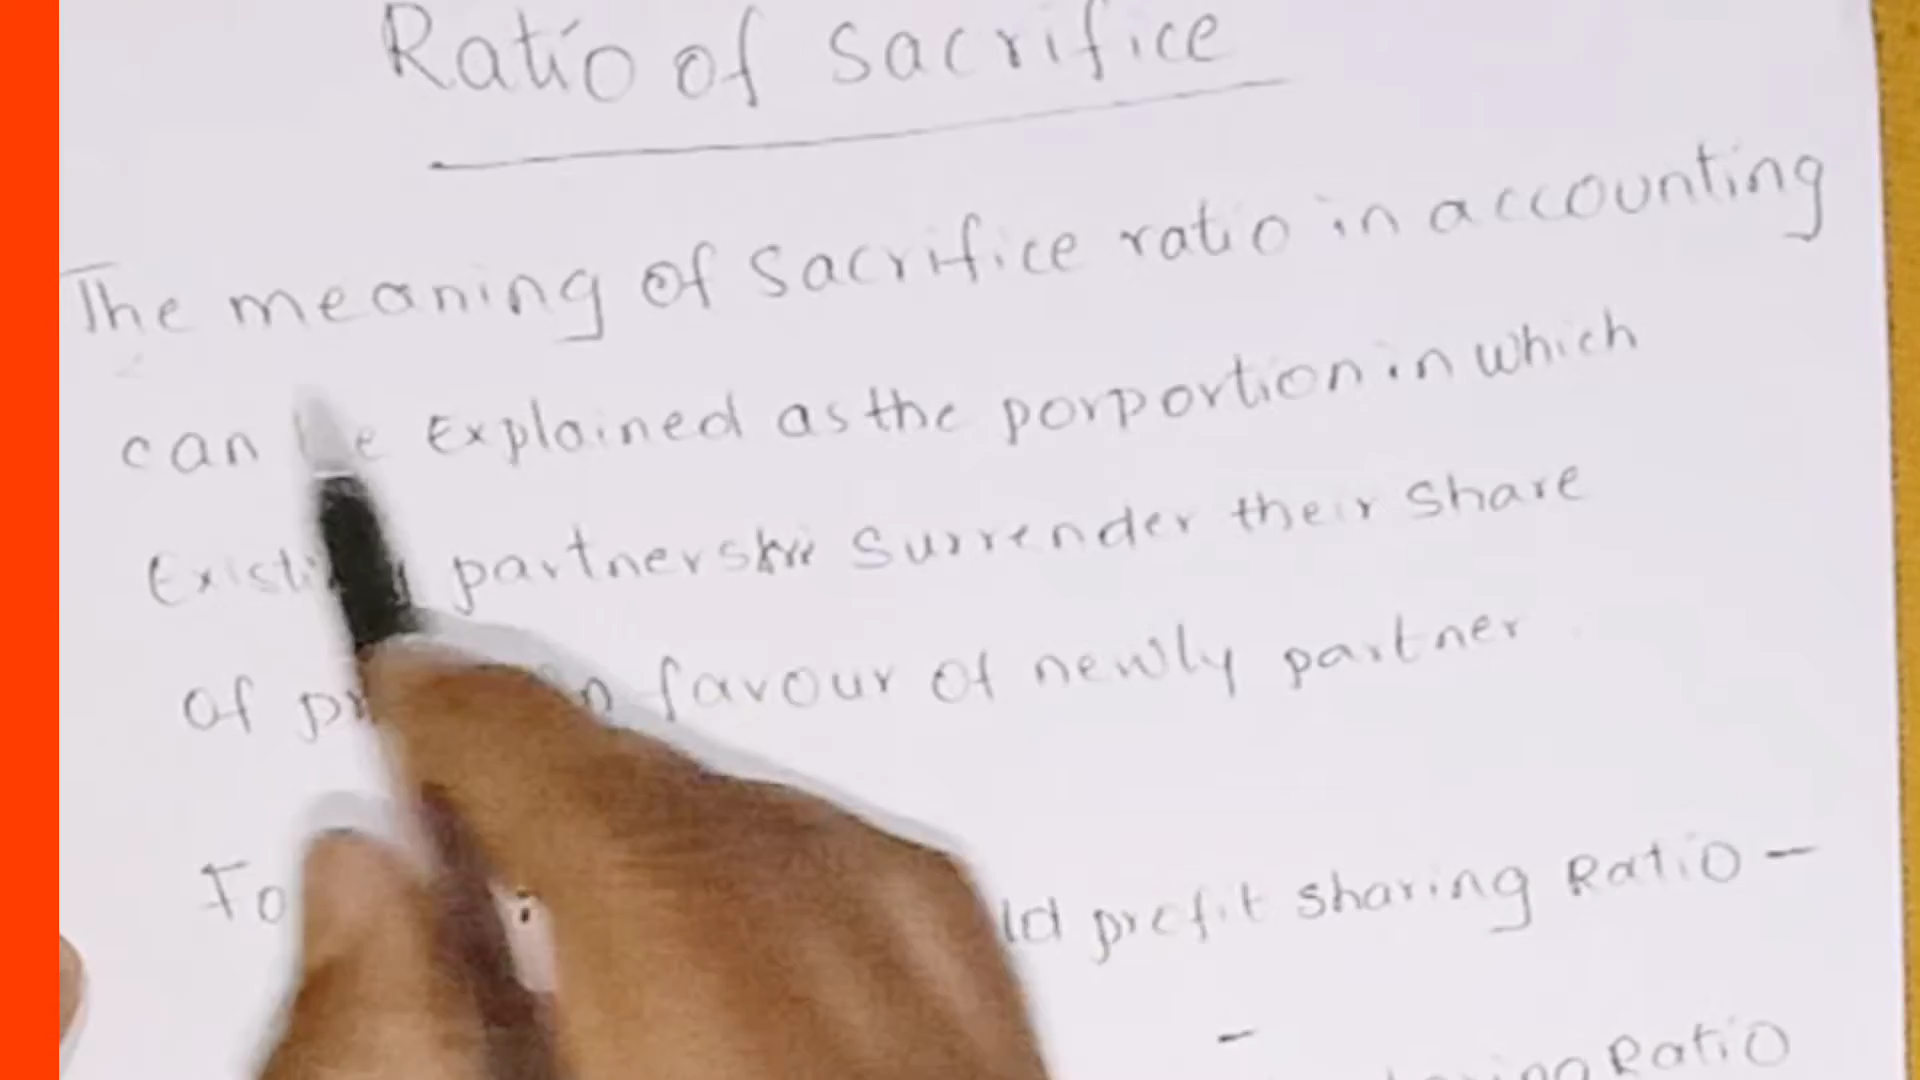 Ratio of Sacrifice
The meaning of Sacrifice ratio in accounting
can Explained as the porportion in which
partners Surrender their Share
of favour of newly partner
profit Sharing Ratio -
- Ratio